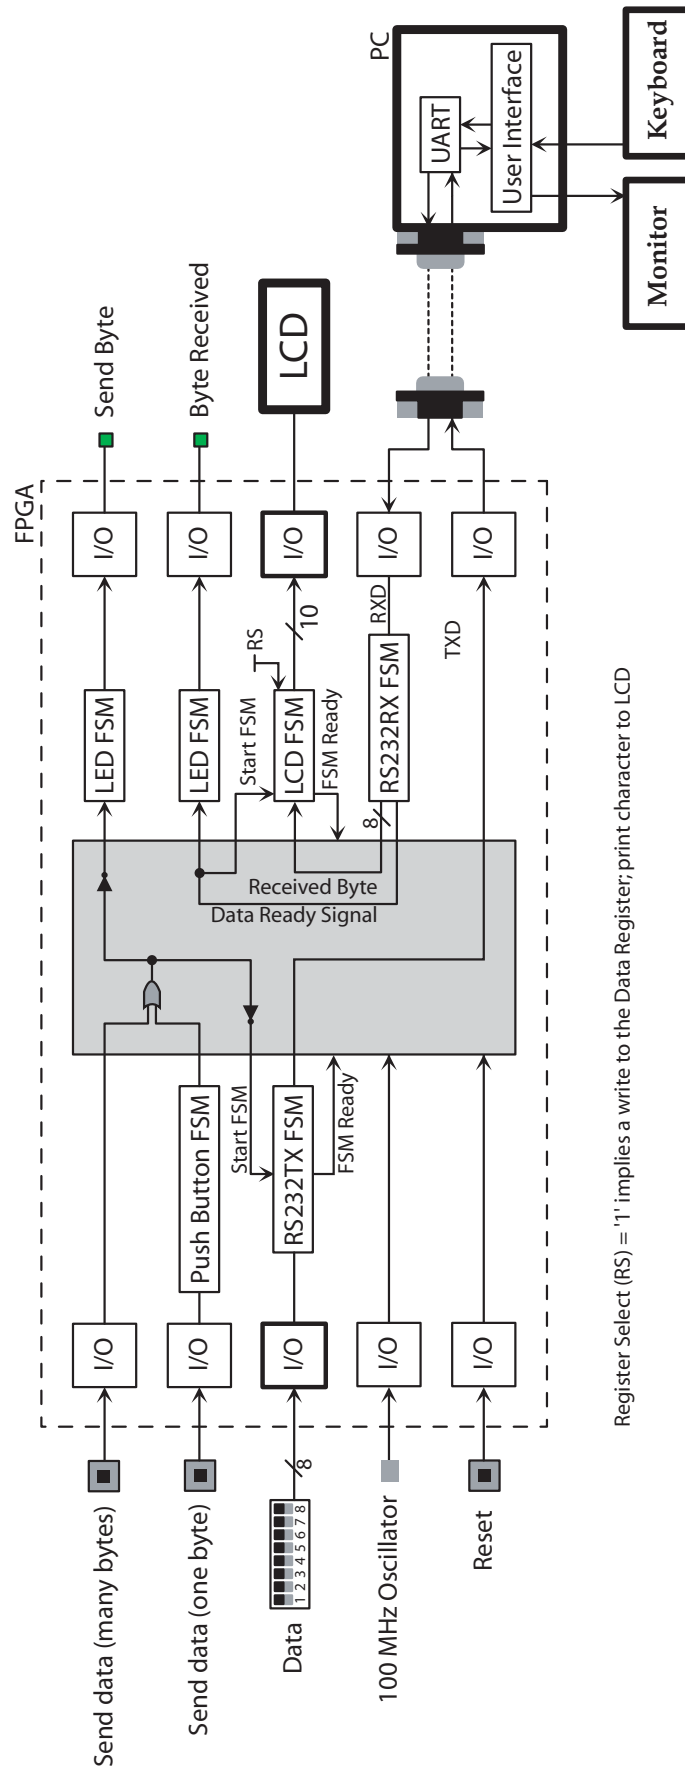 FPGA
Send data (many bytes)
I/O
LED FSM
I/O
Send Byte
Send data (one byte)
I/O
Push Button FSM
LED FSM
I/O
Byte Received
Start FSM
Start FSM
RS
Data
1 2 3 4 5 6 7 8
8
I/O
RS232TX FSM
FSM Ready
Received Byte
Data Ready Signal
LCD FSM
FSM Ready
10
I/O
LCD
100 MHz Oscillator
I/O
8
RS232RX FSM
RXD
I/O
Reset
I/O
TXD
I/O
PC
UART
User Interface
Monitor
Keyboard
Register Select (RS) = '1' implies a write to the Data Register; print character to LCD